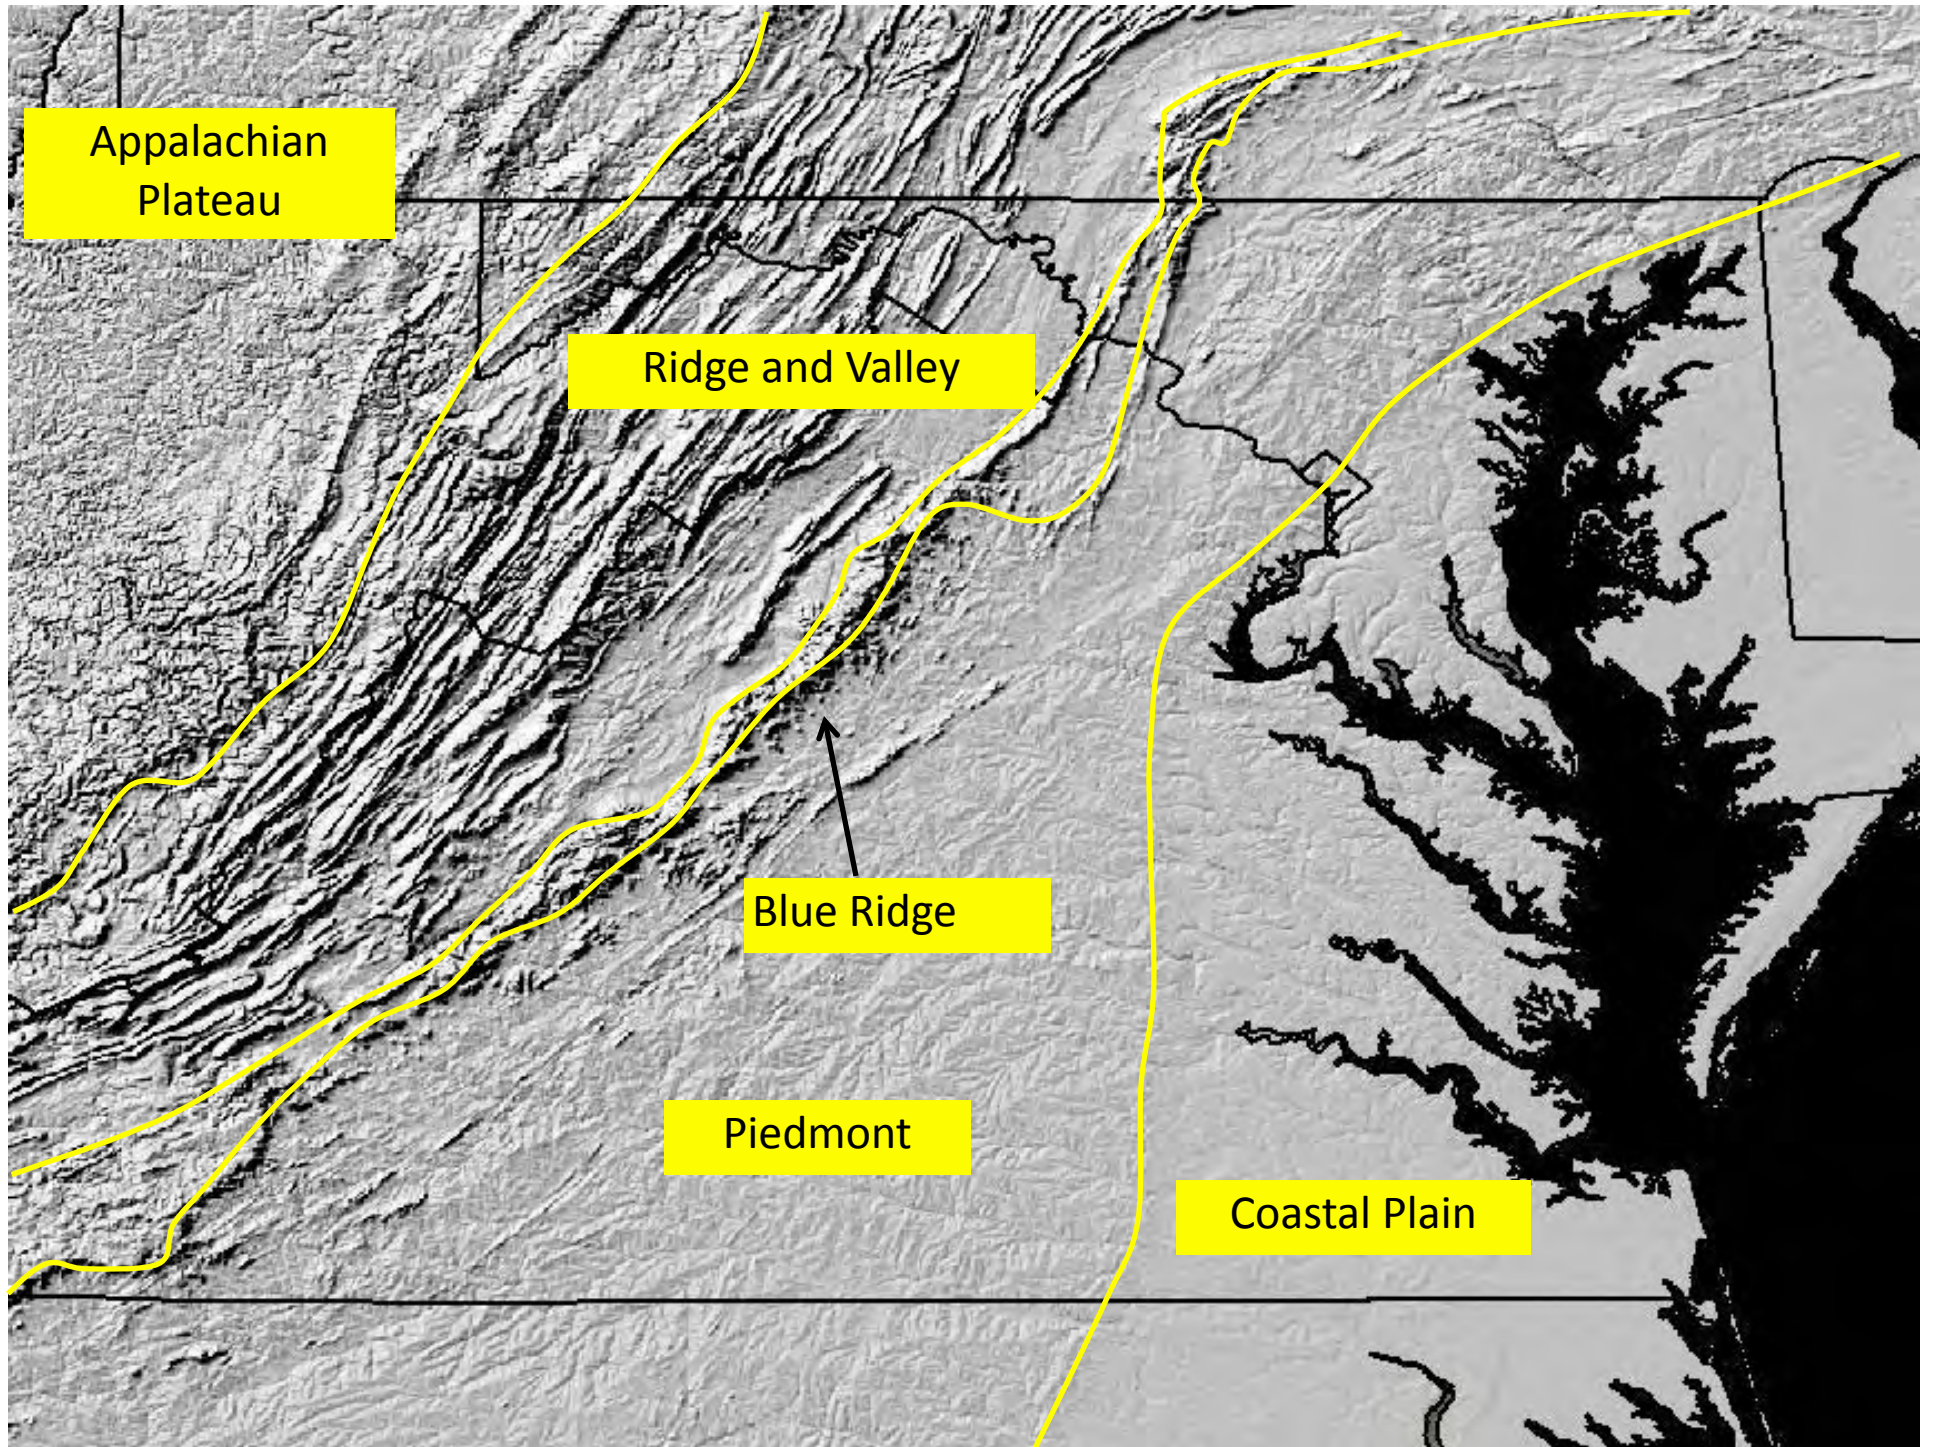 Appalachian
Plateau
Ridge and Valley
Blue Ridge
Piedmont
Coastal Plain